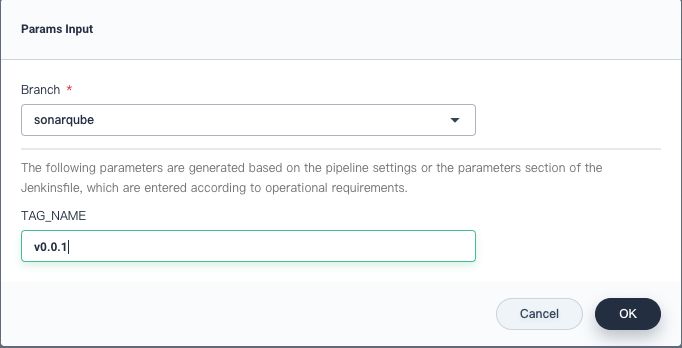 Params Input
Branch *
sonarqube
The following parameters are generated based on the pipeline settings or the parameters section of the
Jenkinsfile, which are entered according to operational requirements.
TAG_NAME
v0.0.1
Cancel OK